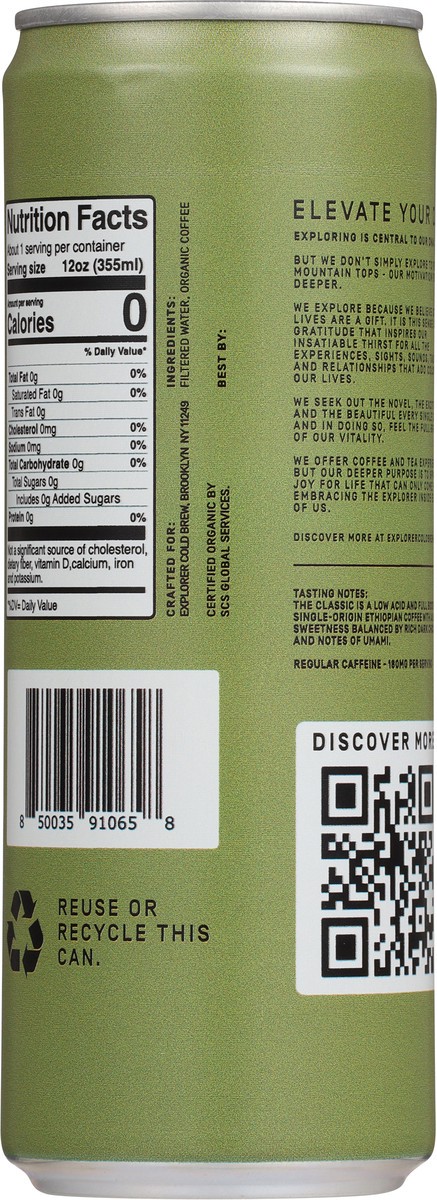 Nutrition Facts
About 1 serving per container
Serving size 12oz (355ml)
Amount per serving
Calories 0
% Daily Value*
Total Fat 0g 0%
Saturated Fat 0g 0%
Trans Fat 0g
Cholesterol 0mg 0%
Sodium 0mg 0%
Total Carbohydrate 0g 0%
Total Sugars 0g
Includes 0g Added Sugars
Protein 0g 0%
Not a significant source of cholesterol,
dietary fiber, vitamin D,calcium, iron
and potassium.
*%DV= Daily Value
INGREDIENTS:
FILTERED WATER, ORGANIC COFFEE
BEST BY:
CRAFTED FOR:
EXPLORER COLD BREW, BROOKLYN NY 11249
CERTIFIED ORGANIC BY
SCS GLOBAL SERVICES.
8 50035 91065 8
REUSE OR
RECYCLE THIS
CAN.
ELEVATE YOUR
EXPLORING IS CENTRAL TO OUR
BUT WE DON'T SIMPLY EXPLORE
MOUNTAIN TOPS - OUR MOTIVATION
DEEPER.
WE EXPLORE BECAUSE WE BELIEVE
LIVES ARE A GIFT. IT IS THIS
GRATITUDE THAT INSPIRES OUR
INSATIABLE THIRST FOR ALL THE
EXPERIENCES, SIGHTS, SOUNDS,
AND RELATIONSHIPS THAT ADD
OUR LIVES.
WE SEEK OUT THE NOVEL, THE
AND THE BEAUTIFUL EVERY
AND IN DOING SO, FEEL THE
OF OUR VITALITY.
WE OFFER COFFEE AND TEA
BUT OUR DEEPER PURPOSE IS TO
JOY FOR LIFE THAT CAN ONLY
EMBRACING THE EXPLORER
OF US.
DISCOVER MORE AT
TASTING NOTES:
THE CLASSIC IS A LOW ACID AND
SINGLE-ORIGIN ETHIOPIAN COFFEE
SWEETNESS BALANCED BY RICH
AND NOTES OF UMAMI.
REGULAR CAFFEINE - 180MG PER
DISCOVER MORE